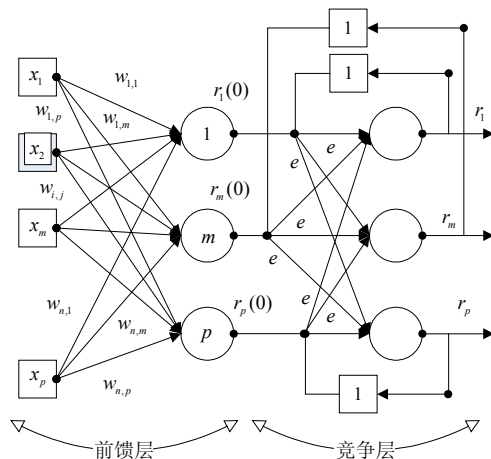 1
1
x₁
w₁,₁
r₁(0)
r₁
w₁,ₚ
w₁,ₘ
1
e
x₂
e
wᵢ,ⱼ
rₘ(0)
xₘ
m
e
rₘ
e
wₙ,₁
rₚ(0)
e
rₚ
wₙ,ₘ
p
e
xₚ
wₙ,ₚ
1
前馈层
竞争层